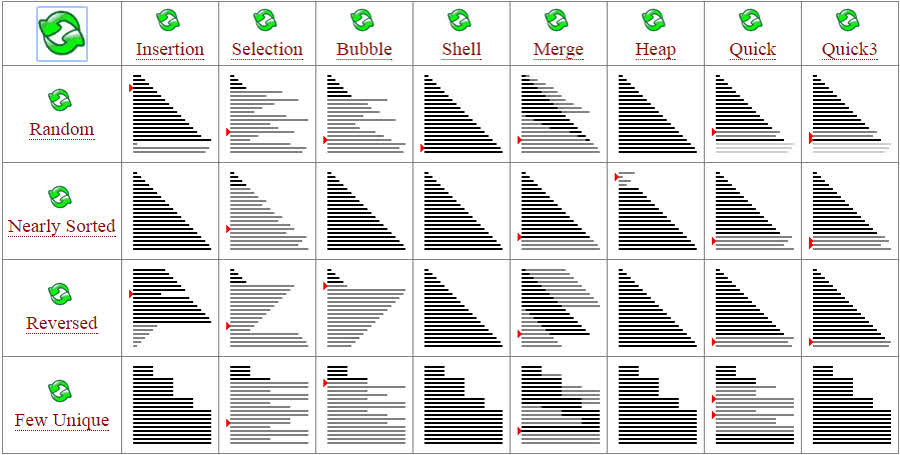 Insertion Selection Bubble Shell Merge Heap Quick Quick3
Random
Nearly Sorted
Reversed
Few Unique